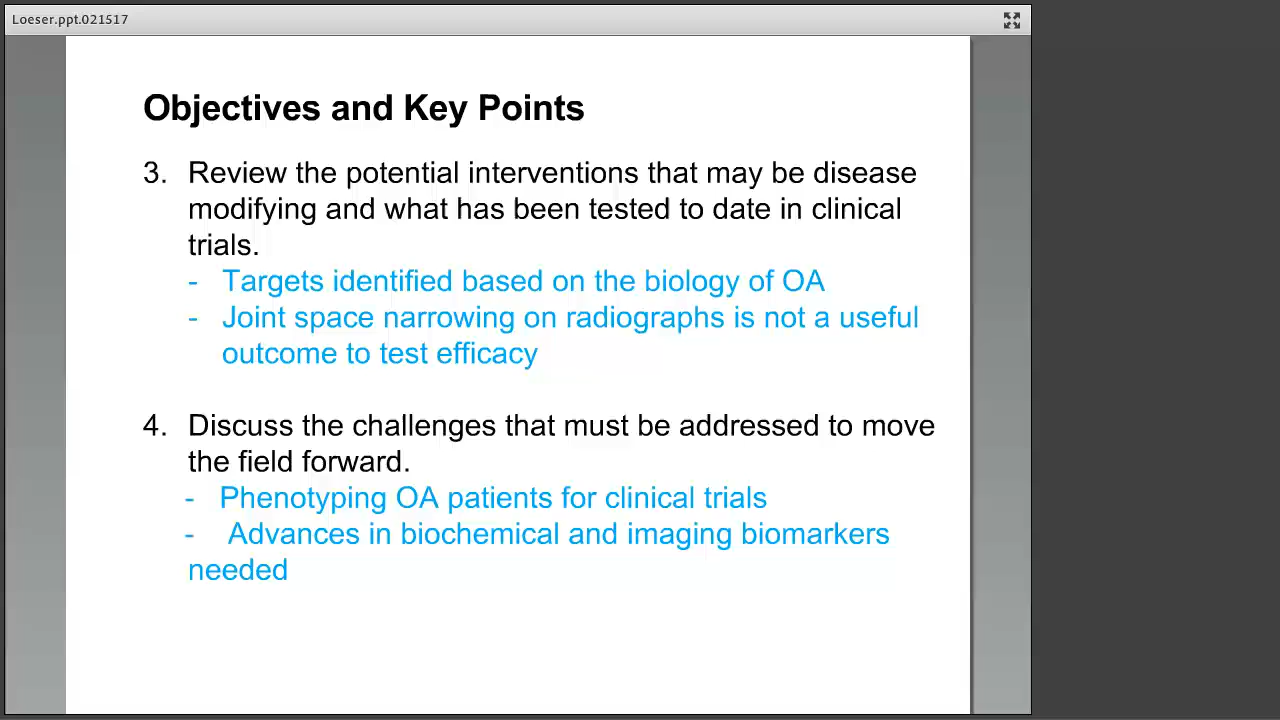 Loeser.ppt.021517
Objectives and Key Points
3. Review the potential interventions that may be disease
modifying and what has been tested to date in clinical
trials.
- Targets identified based on the biology of OA
- Joint space narrowing on radiographs is not a useful
outcome to test efficacy
4. Discuss the challenges that must be addressed to move
the field forward.
- Phenotyping OA patients for clinical trials
- Advances in biochemical and imaging biomarkers
needed